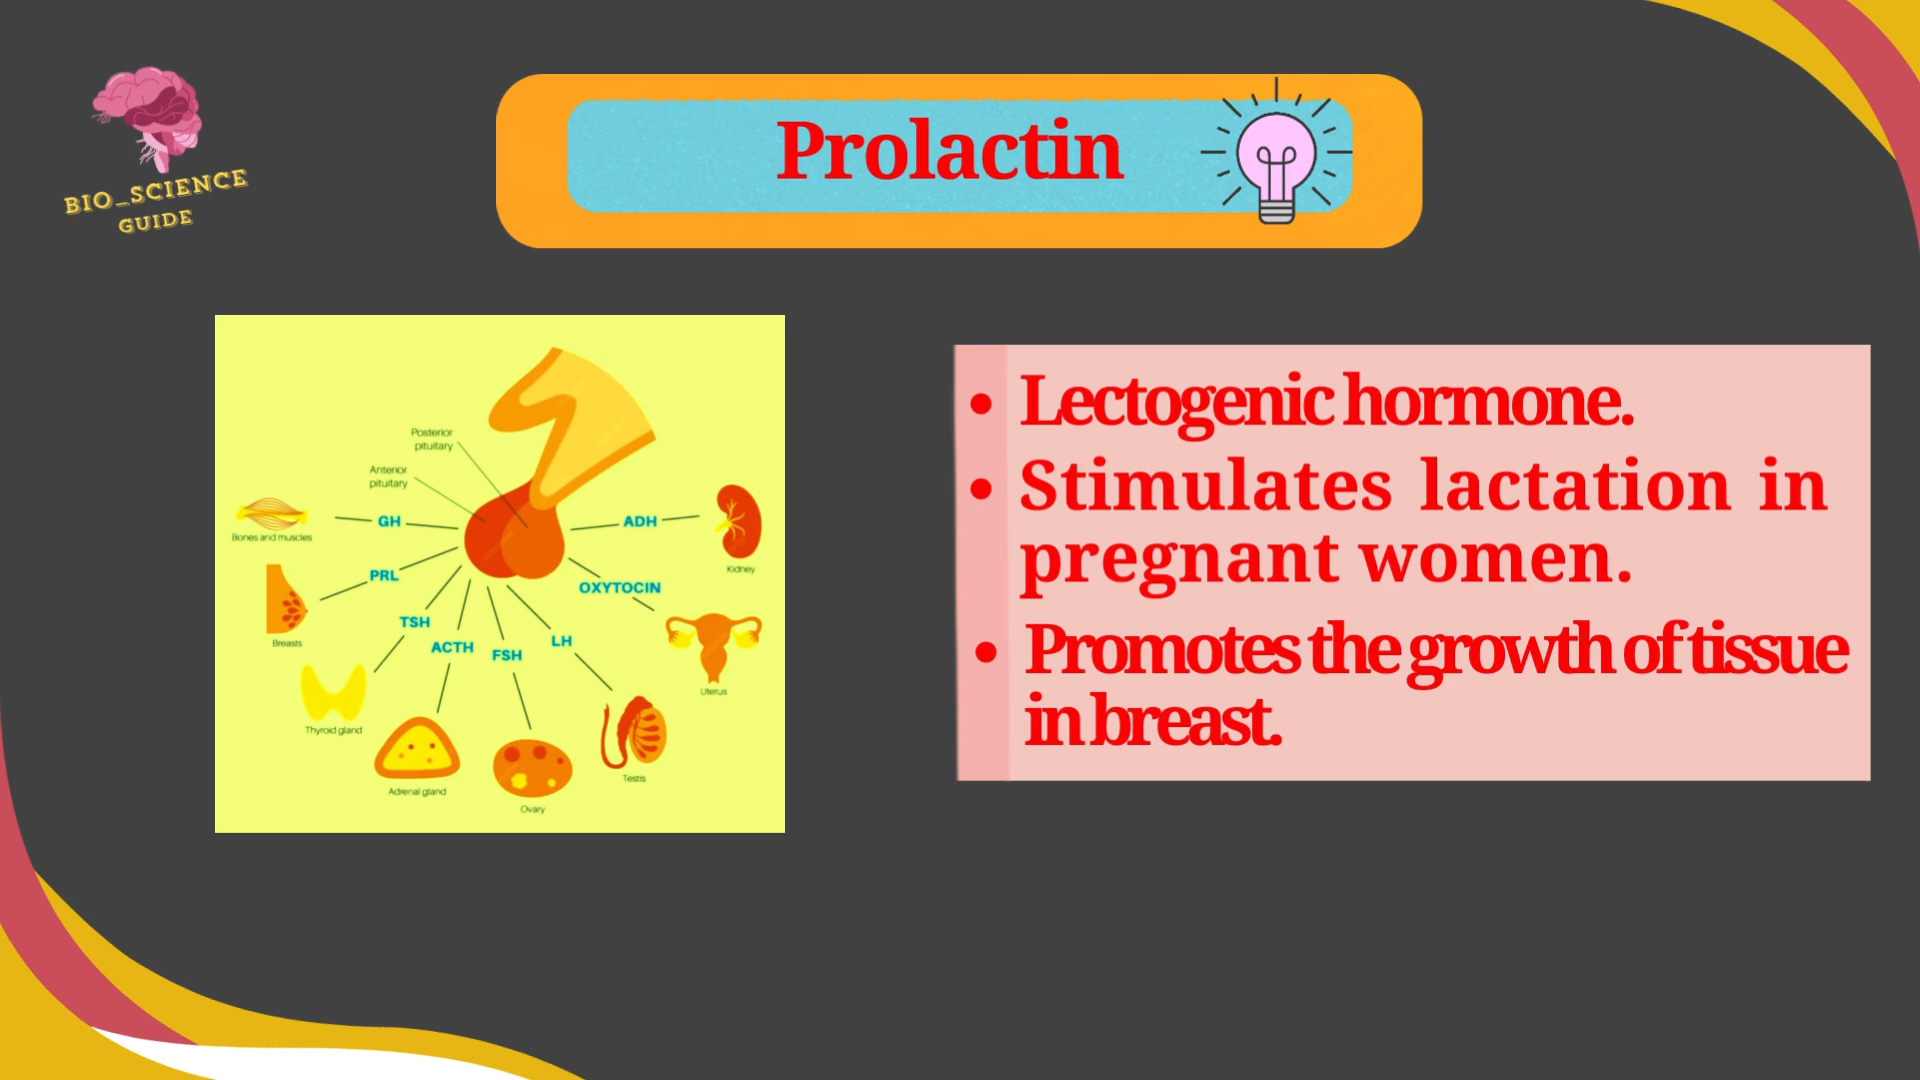 BIO_SCIENCE
GUIDE
Prolactin
Posterior
pituitary
Anterior
pituitary
GH
Bones and muscles
PRL
Breasts
TSH
Thyroid gland
ACTH
Adrenal gland
FSH
Ovary
LH
Testis
OXYTOCIN
Uterus
ADH
Kidney
• Lectogenic hormone.
• Stimulates lactation in
pregnant women.
• Promotes the growth of tissue
in breast.